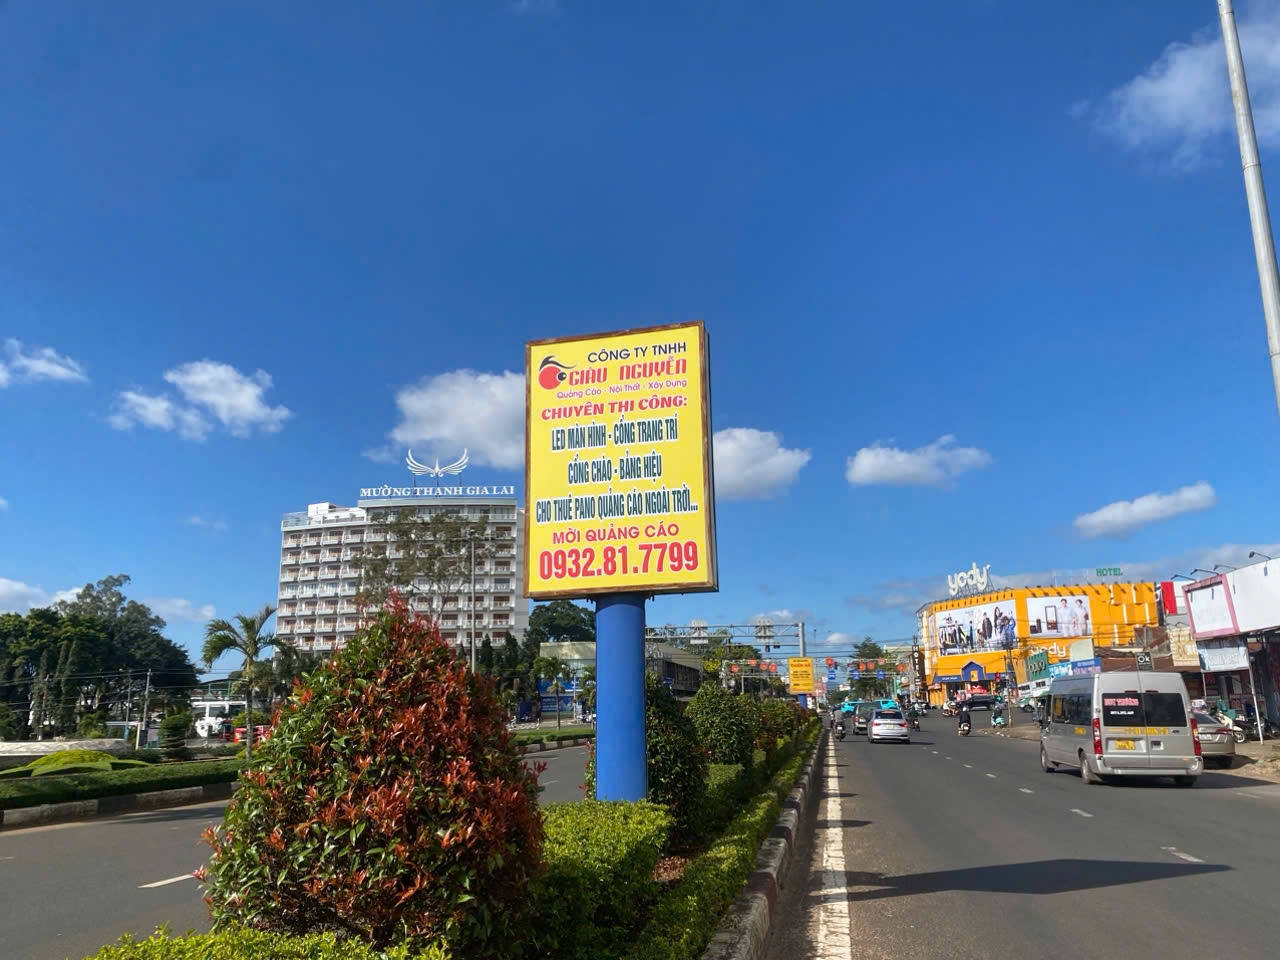 CÔNG TY TNHH
GIÀU NGUYỄN
Quảng Cáo - Nội Thất - Xây Dựng
CHUYÊN THI CÔNG:
LED MÀN HÌNH - CỔNG TRANG TRÍ
CỔNG CHÀO - BẢNG HIỆU
CHO THUÊ PANO QUẢNG CÁO NGOÀI TRỜI...
MỜI QUẢNG CÁO
0932.81.7799
MƯỜNG THANH GIA LAI
yody
HOTEL
yody
HOTEL